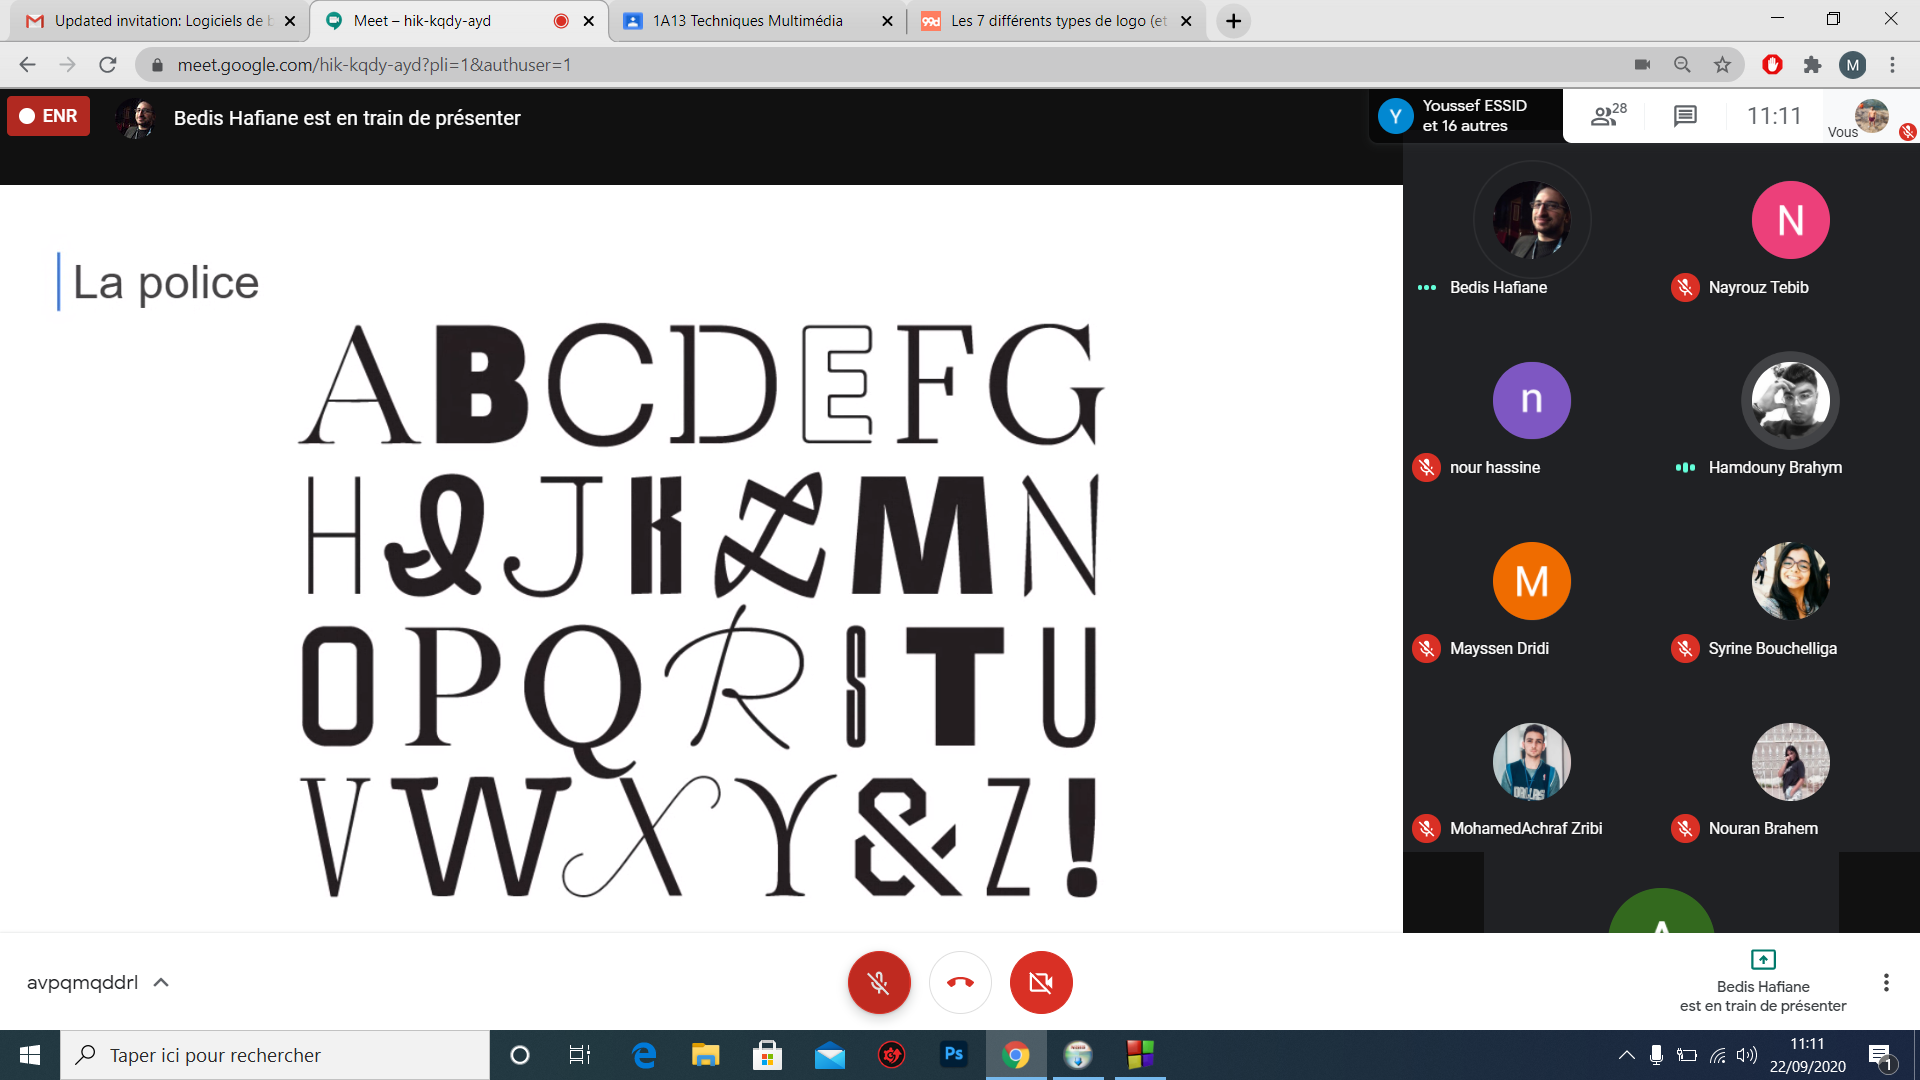 Updated invitation: Logiciels de b
Meet – hik-kqdy-ayd
1A13 Techniques Multimédia
99d
Les 7 différents types de logo (et
meet.google.com/hik-kqdy-ayd?pli=1&authuser=1
M
ENR
Bedis Hafiane est en train de présenter
Y
Youssef ESSID
et 16 autres
28
11:11
Vous
La police
A B C D E F G
H I J K L M N
O P Q R S T U
V W X Y & Z !
Bedis Hafiane
N
Nayrouz Tebib
n
nour hassine
Hamdouny Brahym
M
Mayssen Dridi
Syrine Bouchelliga
DALLAS
MohamedAchraf Zribi
Nouran Brahem
A
avpqmqddrl
Bedis Hafiane
est en train de présenter
Taper ici pour rechercher
Ps
11:11
22/09/2020
1